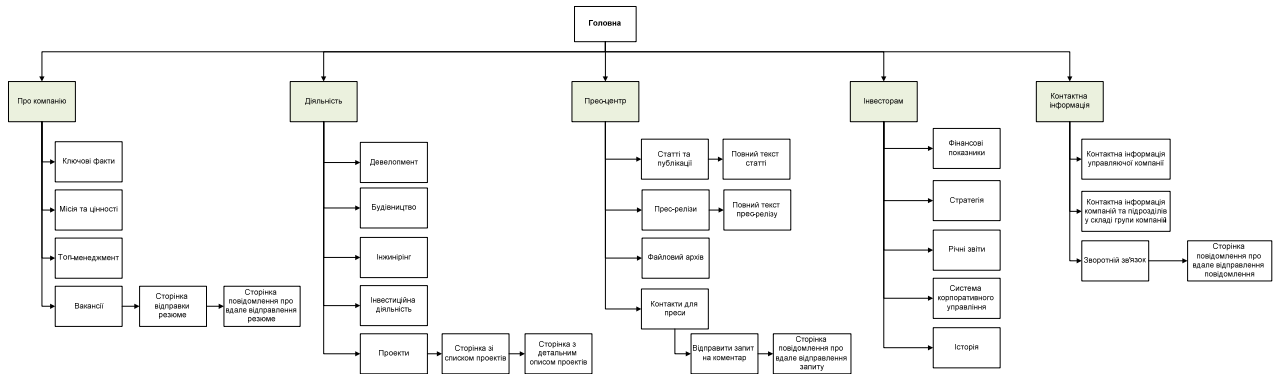 Головна
Про компанію
Діяльність
Прес-центр
Інвесторам
Контактна
інформація
Ключові факти
Місія та цінності
Топ-менеджмент
Вакансії
Сторінка
відправки
резюме
Сторінка
повідомлення про
вдале відправлення
резюме
Девелопмент
Будівництво
Інжинірінг
Інвестиційна
діяльність
Проекти
Сторінка зі
списком проектів
Сторінка з
детальним
описом проектів
Статті та
публікації
Повний текст
статті
Прес-релізи
Повний текст
прес-релізу
Файловий архів
Контакти для
преси
Відправити запит
на коментар
Сторінка
повідомлення про
вдале відправлення
запиту
Фінансові
показники
Стратегія
Річні звіти
Система
корпоративного
управління
Історія
Контактна інформація
управляючої компанії
Контактна інформація
компаній та підрозділів
у складі групи компаній
Зворотній зв'язок
Сторінка
повідомлення про
вдале відправлення
повідомлення